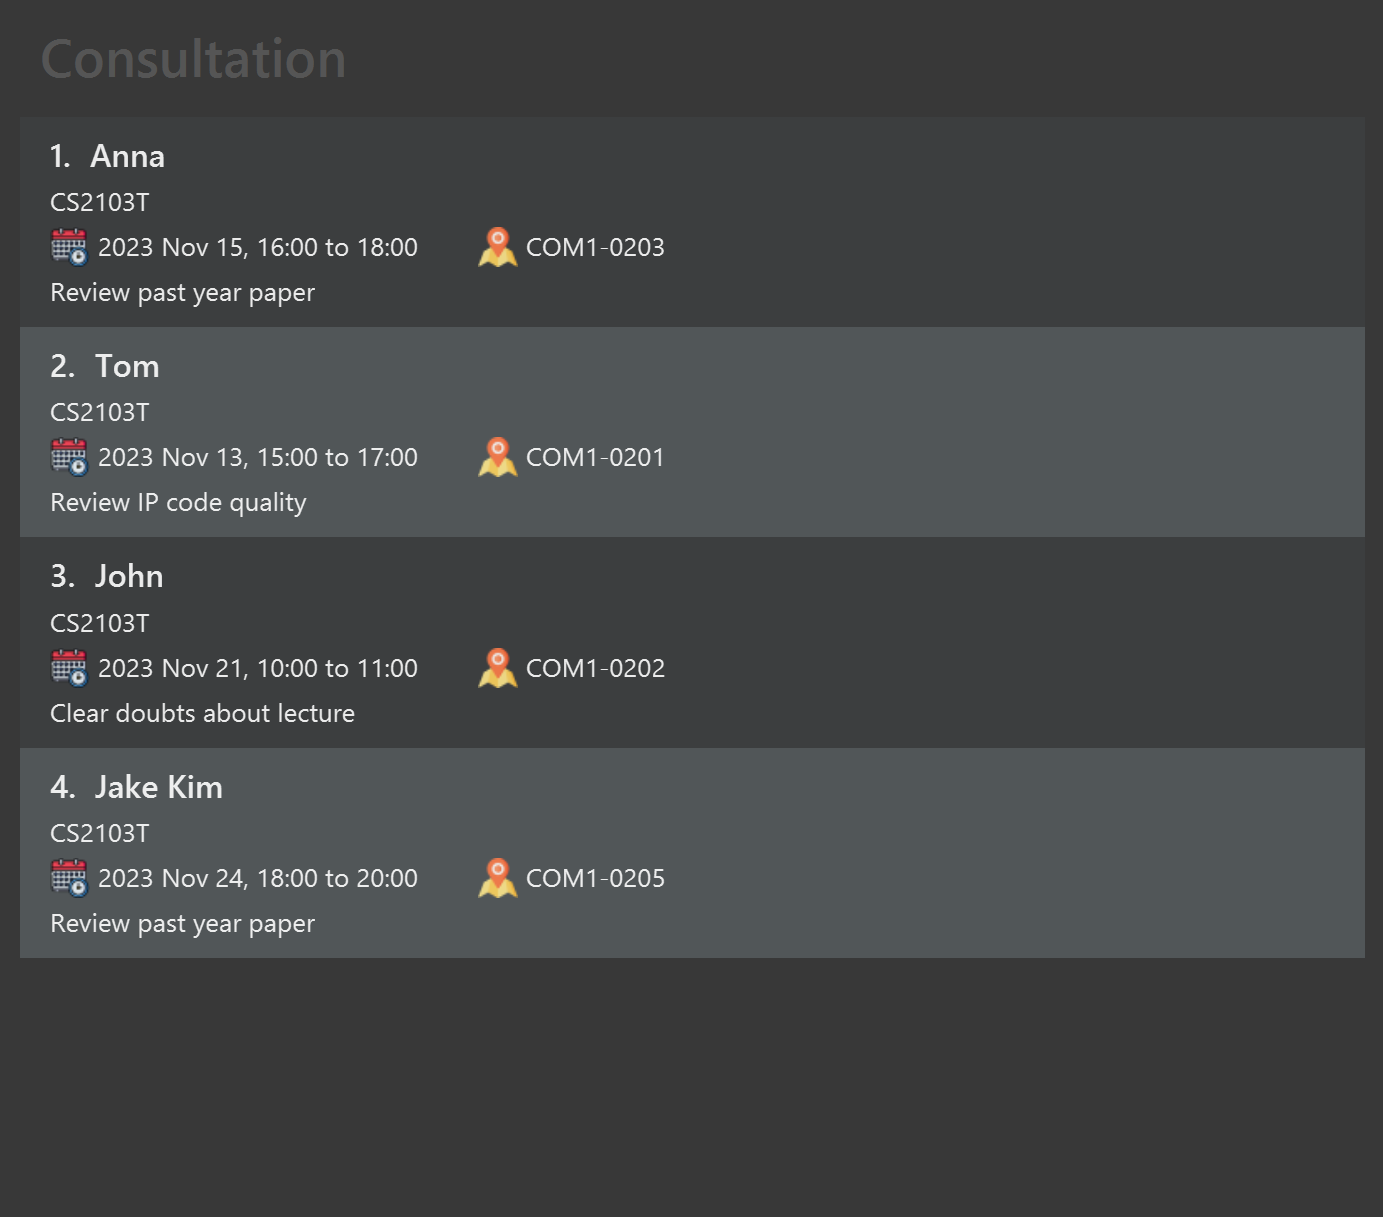 Consultation
1. Anna
CS2103T
2023 Nov 15, 16:00 to 18:00 COM1-0203
Review past year paper
2. Tom
CS2103T
2023 Nov 13, 15:00 to 17:00 COM1-0201
Review IP code quality
3. John
CS2103T
2023 Nov 21, 10:00 to 11:00 COM1-0202
Clear doubts about lecture
4. Jake Kim
CS2103T
2023 Nov 24, 18:00 to 20:00 COM1-0205
Review past year paper